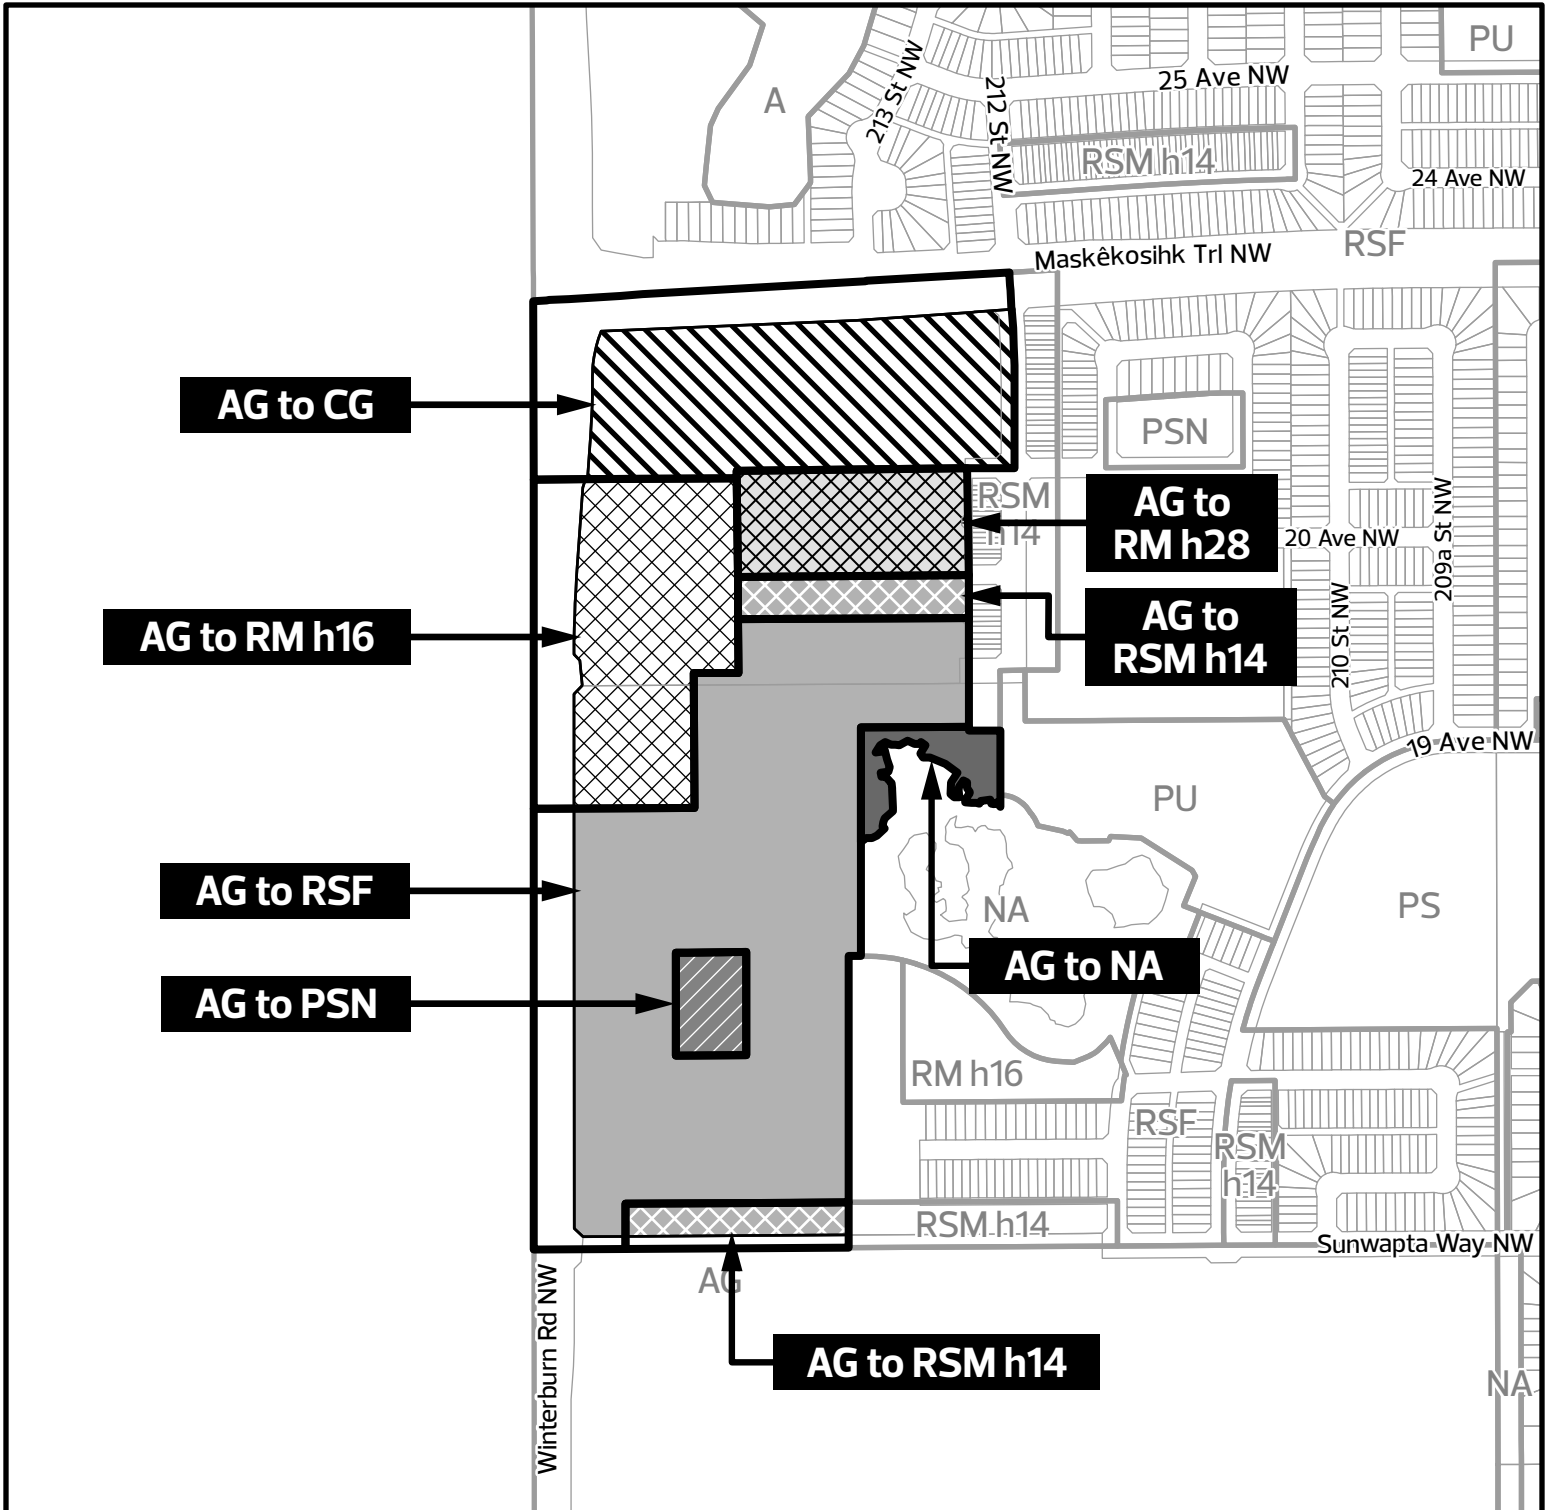 PU
25 Ave NW
A
213 St NW
212 St NW
RSM h14
24 Ave NW
RSF
Maskêkosihk Trl NW
AG to CG
PSN
RSM
h14
AG to
RM h28
20 Ave NW
209a St NW
AG to RM h16
AG to
RSM h14
210 St NW
19 Ave NW
PU
AG to RSF
NA
PS
AG to NA
AG to PSN
RM h16
RSF
RSM
h14
RSM h14
Sunwapta Way NW
AG
Winterburn Rd NW
AG to RSM h14
NA